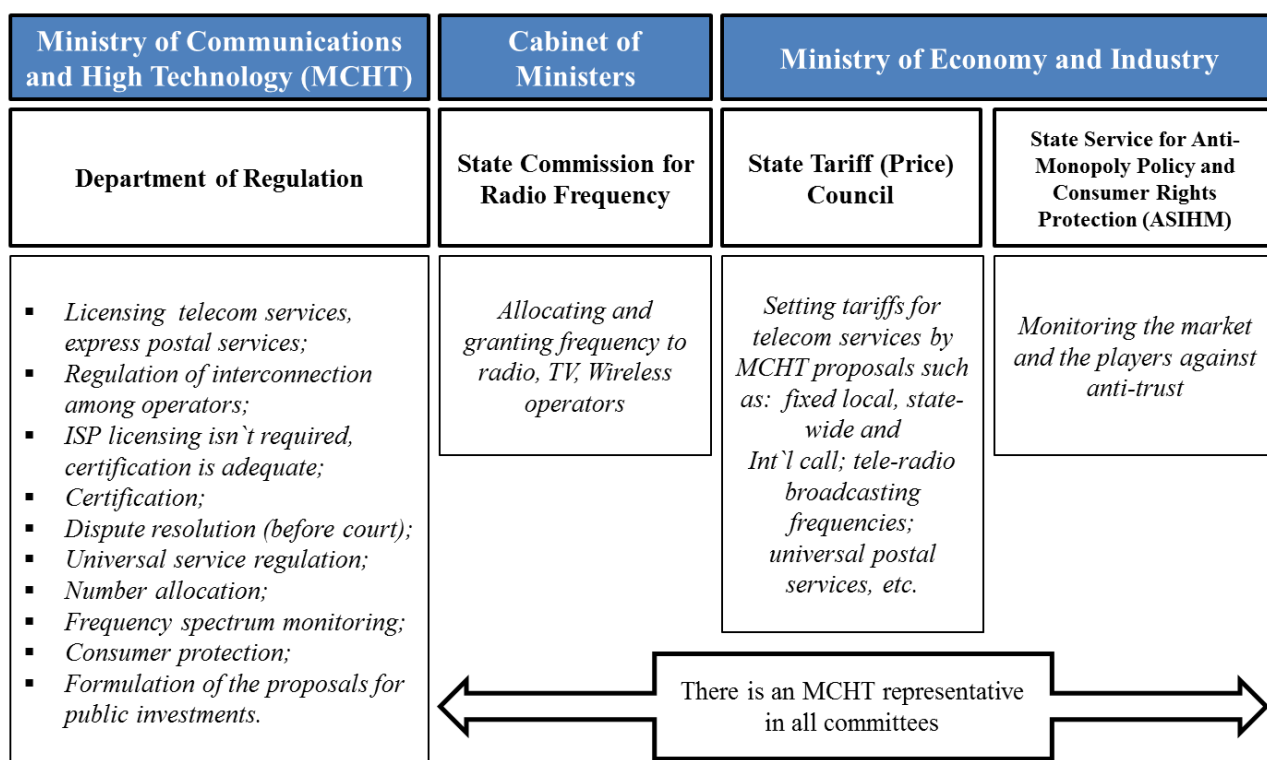 Ministry of Communications
and High Technology (MCHT)
Cabinet of
Ministers
Ministry of Economy and Industry
Department of Regulation
State Commission for
Radio Frequency
State Tariff (Price)
Council
State Service for Anti-
Monopoly Policy and
Consumer Rights
Protection (ASIHM)
▪ Licensing telecom services,
express postal services;
▪ Regulation of interconnection
among operators;
▪ ISP licensing isn`t required,
certification is adequate;
▪ Certification;
▪ Dispute resolution (before court);
▪ Universal service regulation;
▪ Number allocation;
▪ Frequency spectrum monitoring;
▪ Consumer protection;
▪ Formulation of the proposals for
public investments.
Allocating and
granting frequency to
radio, TV, Wireless
operators
Setting tariffs for
telecom services by
MCHT proposals such
as: fixed local, state-
wide and
Int`l call; tele-radio
broadcasting
frequencies;
universal postal
services, etc.
Monitoring the market
and the players against
anti-trust
There is an MCHT representative
in all committees